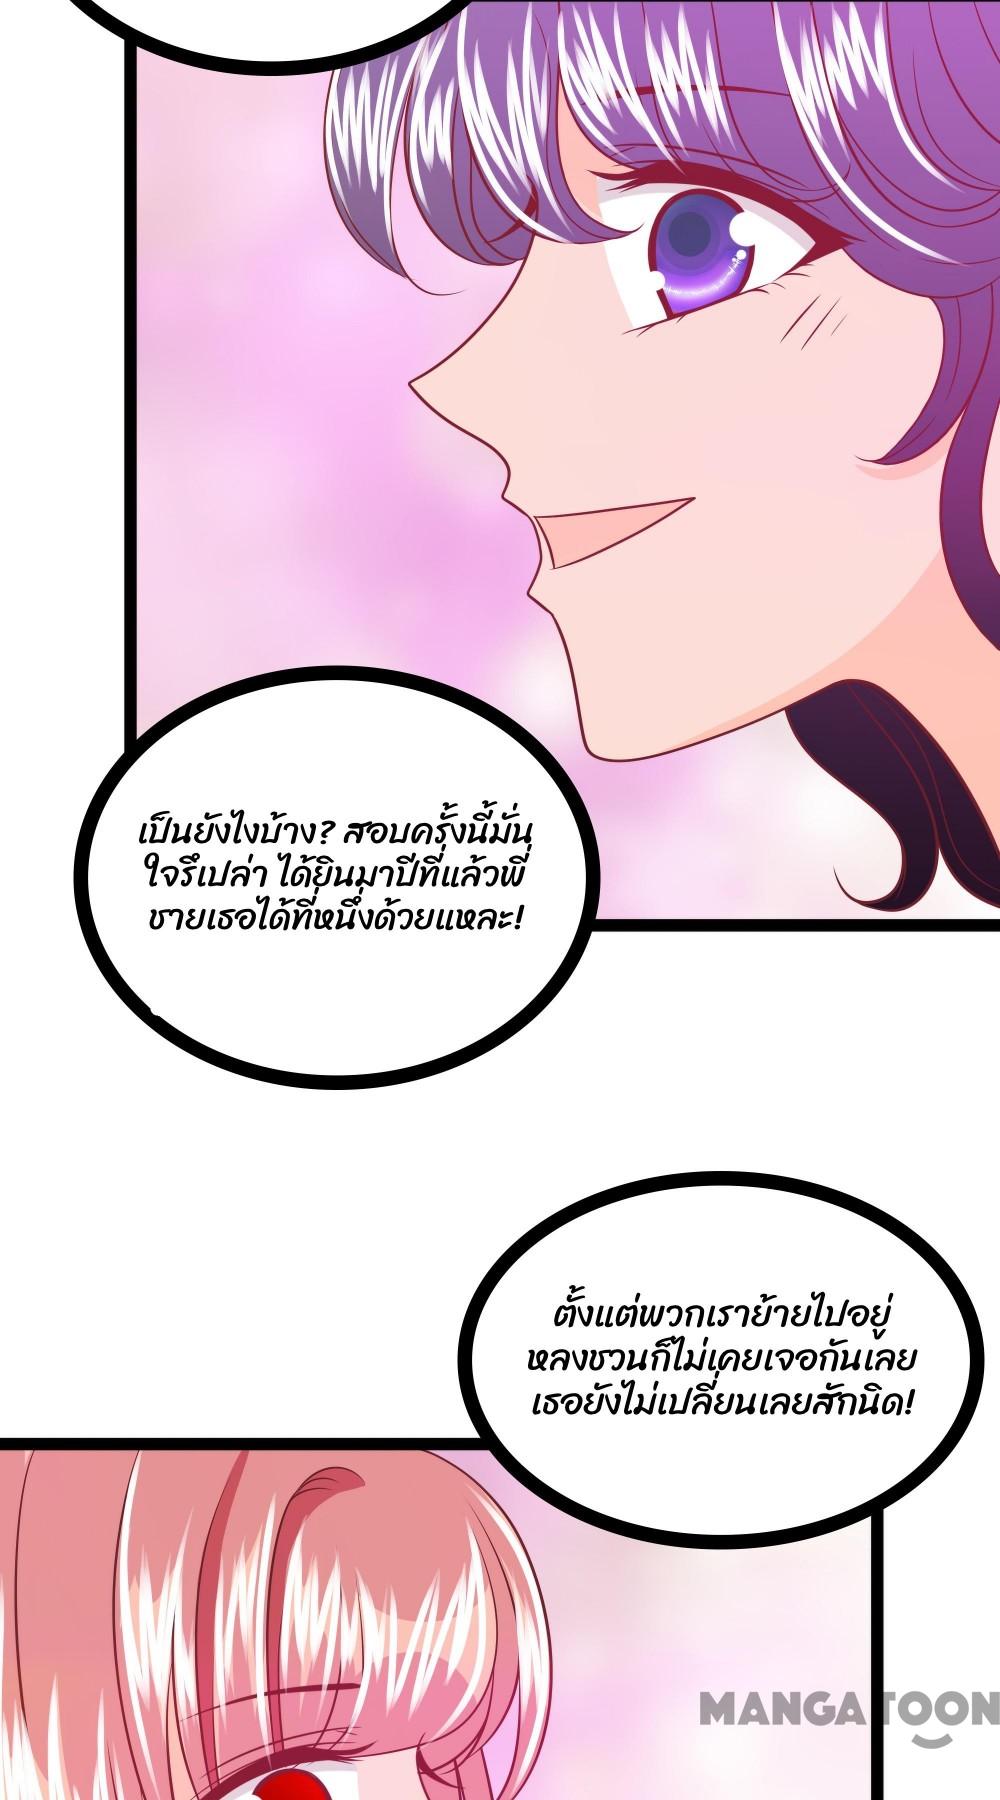 เป็นยังไงบ้าง? สอบครั้งนี้มั่น
ใจรึเปล่า ได้ยินมาปีที่แล้วพี่
ชายเธอได้ที่หนึ่งด้วยแหละ!
ตั้งแต่พวกเราย้ายไปอยู่
หลงชวนก็ไม่เคยเจอกันเลย
เธอยังไม่เปลี่ยนเลยสักนิด!
MANGATOON